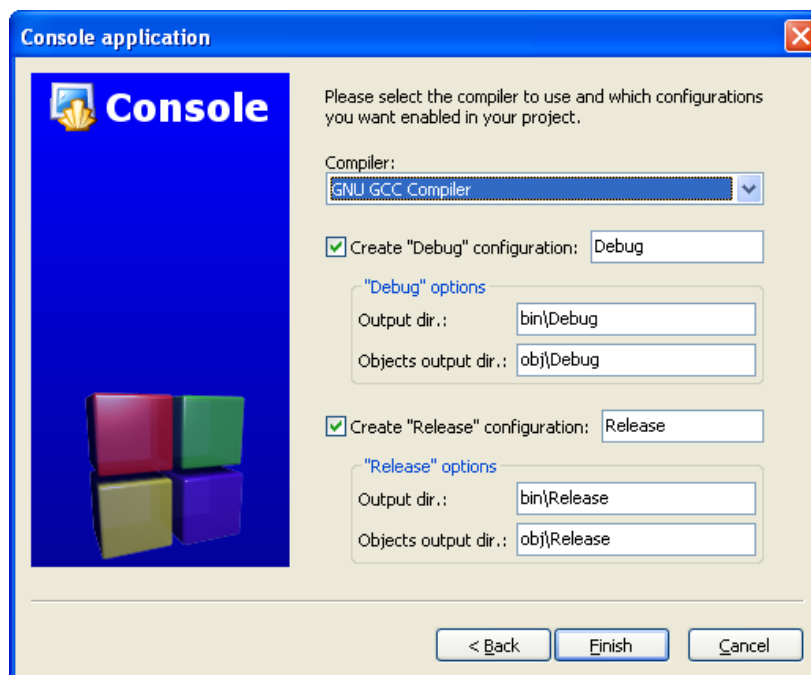 Console application
Console
Please select the compiler to use and which configurations
you want enabled in your project.
Compiler:
GNU GCC Compiler
Create "Debug" configuration: Debug
"Debug" options
Output dir.: bin\Debug
Objects output dir.: obj\Debug
Create "Release" configuration: Release
"Release" options
Output dir.: bin\Release
Objects output dir.: obj\Release
< Back Finish Cancel